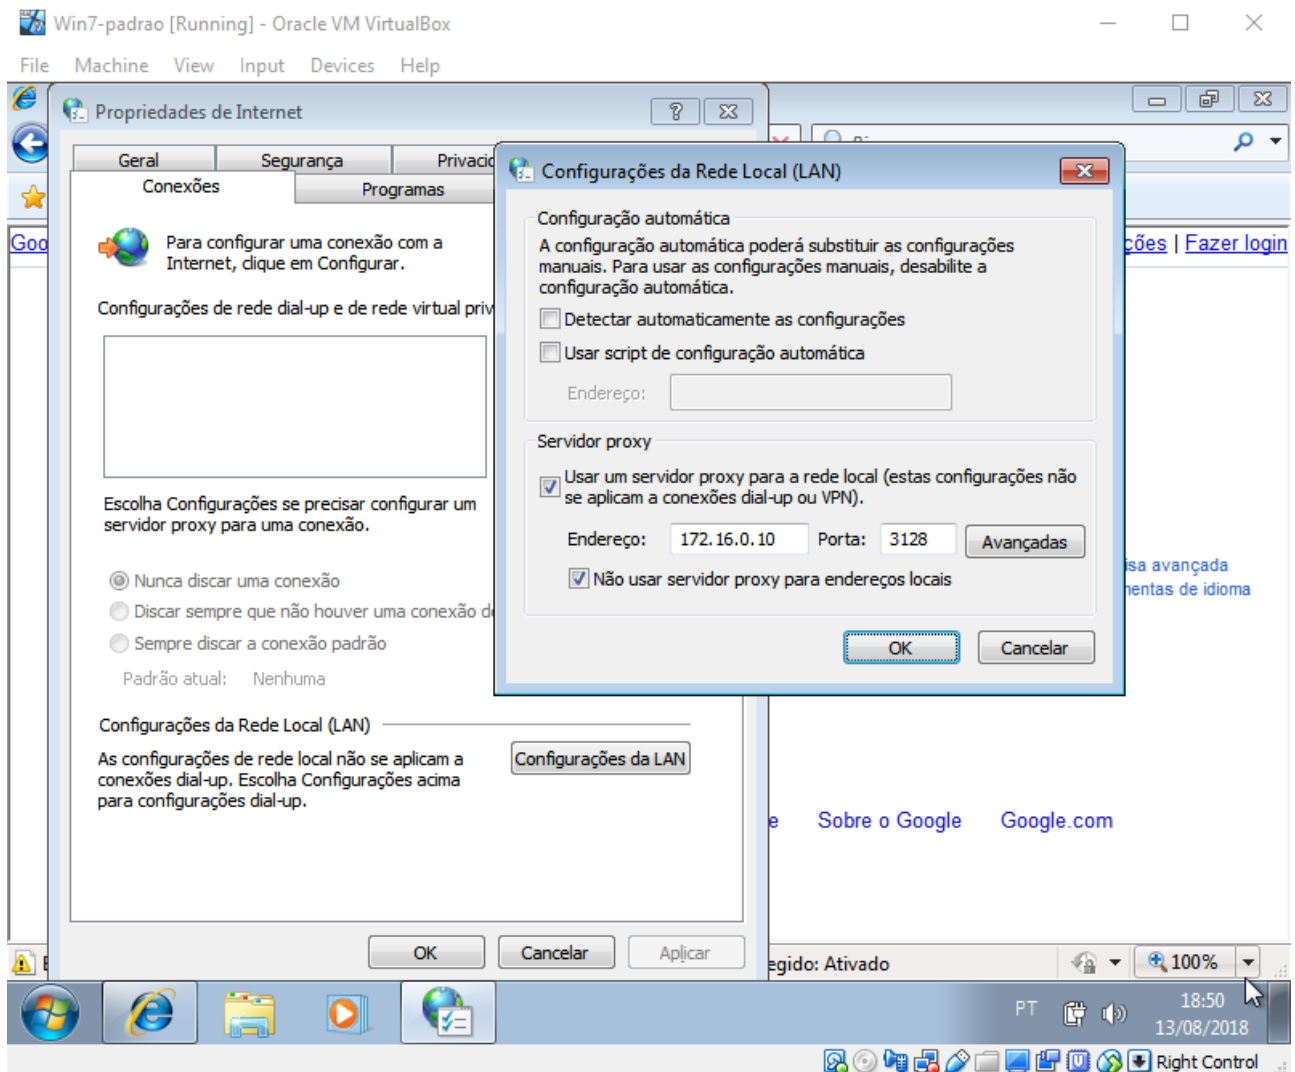 Win7-padrao [Running] - Oracle VM VirtualBox
File Machine View Input Devices Help
Propriedades de Internet
Geral Segurança
Conexões Programas
Para configurar uma conexão com a
Internet, clique em Configurar.
Configurações de rede dial-up e de rede virtual
Escolha Configurações se precisar configurar um
servidor proxy para uma conexão.
Nunca discar uma conexão
Discar sempre que não houver uma conexão
Sempre discar a conexão padrão
Padrão atual: Nenhuma
Configurações da Rede Local (LAN)
As configurações de rede local não se aplicam a
conexões dial-up. Escolha Configurações acima
para configurações dial-up.
Configurações da LAN
OK Cancelar Aplicar
Configurações da Rede Local (LAN)
Configuração automática
A configuração automática poderá substituir as configurações
manuais. Para usar as configurações manuais, desabilite a
configuração automática.
Detectar automaticamente as configurações
Usar script de configuração automática
Endereço:
Servidor proxy
Usar um servidor proxy para a rede local (estas configurações não
se aplicam a conexões dial-up ou VPN).
Endereço: 172.16.0.10 Porta: 3128 Avançadas
Não usar servidor proxy para endereços locais
OK Cancelar
Goo
ções | Fazer login
isa avançada
mentas de idioma
Sobre o Google Google.com
egido: Ativado
100%
PT
18:50
13/08/2018
Right Control